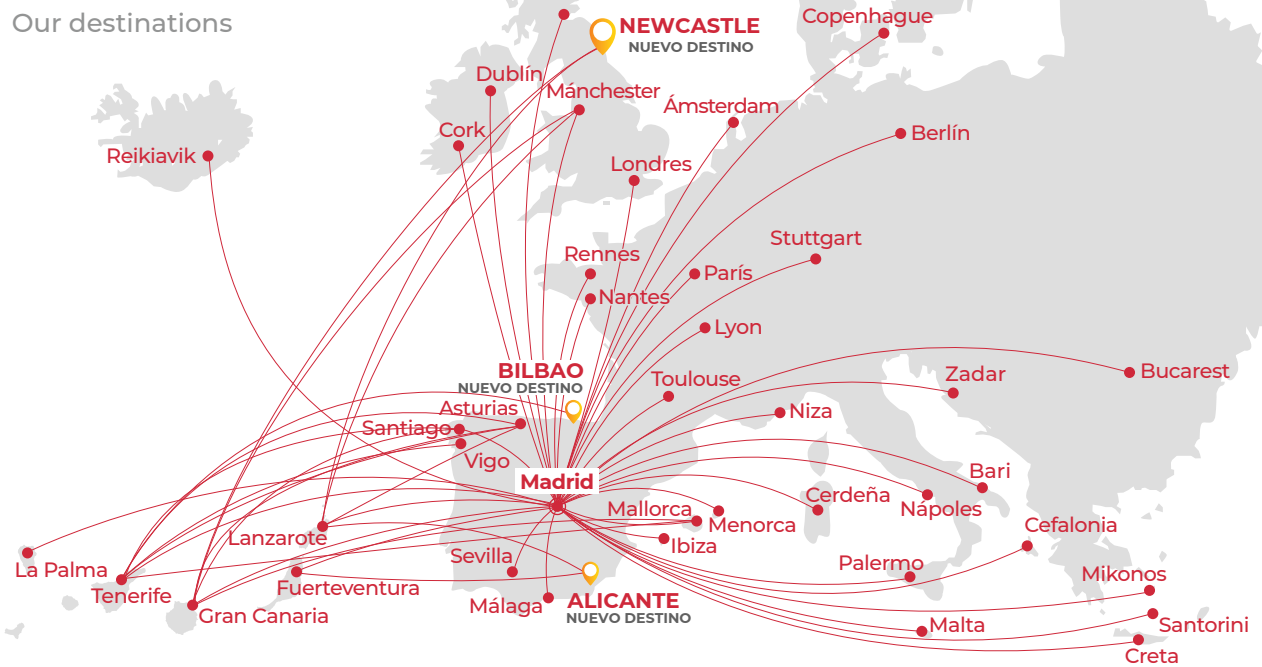 Our destinations
NEWCASTLE
NUEVO DESTINO
Copenhague
Dublín
Mánchester
Ámsterdam
Cork
Berlín
Reikiavik
Londres
Stuttgart
Rennes
París
Nantes
Lyon
BILBAO
NUEVO DESTINO
Toulouse
Zadar
Bucarest
Asturias
Niza
Santiago
Vigo
Madrid
Bari
Cerdeña
Nápoles
Mallorca
Menorca
Cefalonia
Lanzarote
Ibiza
Sevilla
La Palma
Palermo
Mikonos
Tenerife
Fuerteventura
Gran Canaria
Málaga
ALICANTE
NUEVO DESTINO
Malta
Santorini
Creta